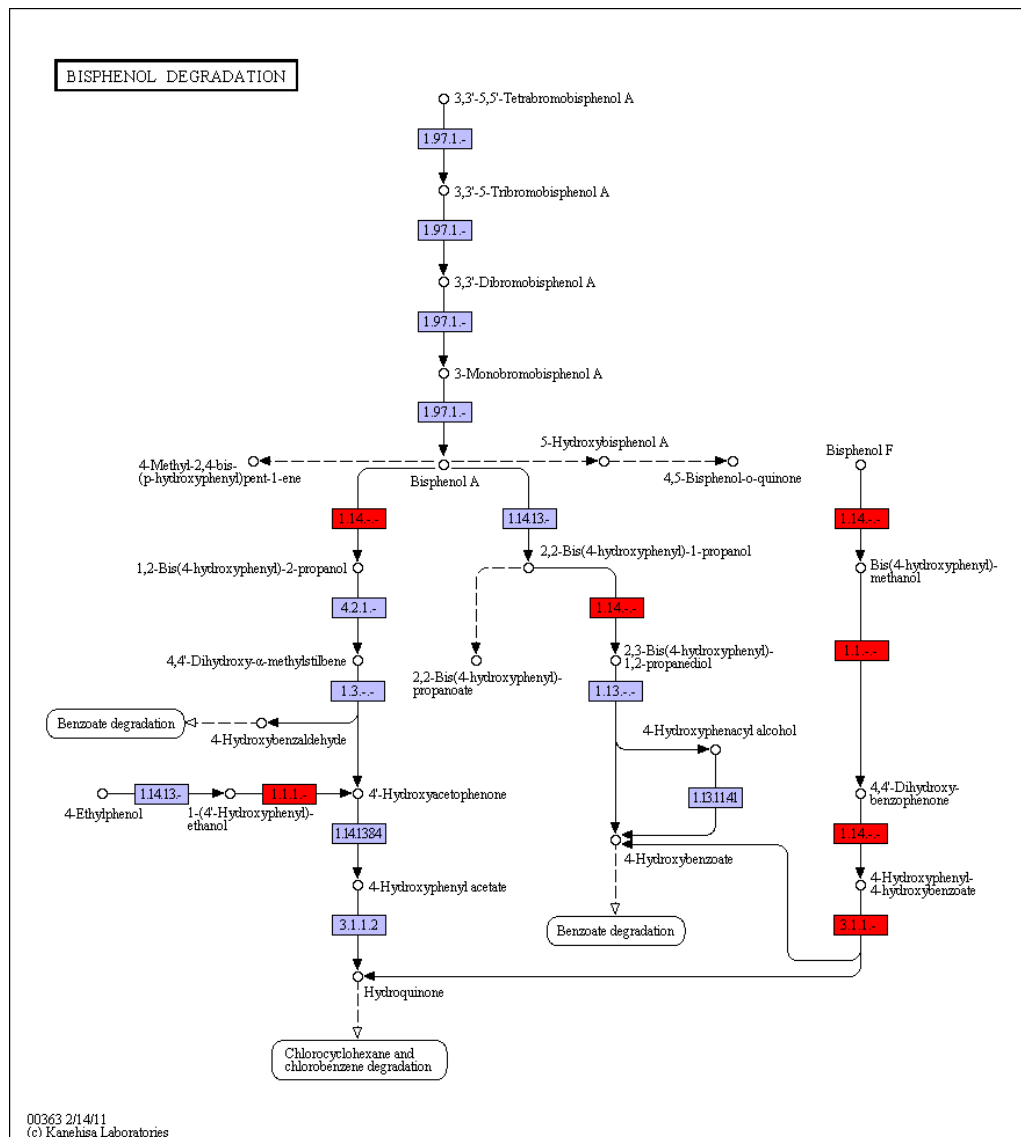 BISPHENOL DEGRADATION
3,3'-5,5'-Tetrabromobisphenol A
1.97.1.-
3,3'-5-Tribromobisphenol A
1.97.1.-
3,3'-Dibromobisphenol A
1.97.1.-
3-Monobromobisphenol A
1.97.1.-
4-Methyl-2,4-bis-
(p-hydroxyphenyl)pent-1-ene
Bisphenol A
5-Hydroxybisphenol A
4,5-Bisphenol-o-quinone
Bisphenol F
1.14.-.-
1.14.13.-
1.14.-.-
1,2-Bis(4-hydroxyphenyl)-2-propanol
2,2-Bis(4-hydroxyphenyl)-1-propanol
Bis(4-hydroxyphenyl)-
methanol
4.2.1.-
1.14.-.-
1.1.-.-
4,4'-Dihydroxy-α-methylstilbene
2,2-Bis(4-hydroxyphenyl)-
propanoate
2,3-Bis(4-hydroxyphenyl)-
1,2-propanediol
1.3.-.-
1.13.-.-
Benzoate degradation
4-Hydroxybenzaldehyde
4-Hydroxyphenacyl alcohol
4-Ethylphenol
1.14.13.-
1-(4'-Hydroxyphenyl)-
ethanol
1.1.1.-
4'-Hydroxyacetophenone
1.13.11.41
4,4'-Dihydroxy-
benzophenone
1.14.13.84
1.14.-.-
4-Hydroxybenzoate
4-Hydroxyphenyl acetate
4-Hydroxyphenyl-
4-hydroxybenzoate
3.1.1.2
Benzoate degradation
3.1.1.-
Hydroquinone
Chlorocyclohexane and
chlorobenzene degradation
00363 2/14/11
(c) Kanehisa Laboratories